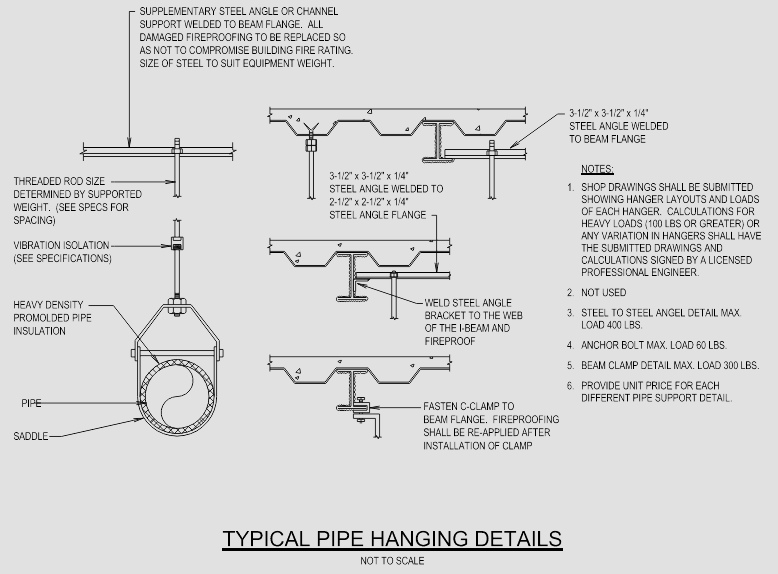 SUPPLEMENTARY STEEL ANGLE OR CHANNEL
SUPPORT WELDED TO BEAM FLANGE. ALL
DAMAGED FIREPROOFING TO BE REPLACED SO
AS NOT TO COMPROMISE BUILDING FIRE RATING.
SIZE OF STEEL TO SUIT EQUIPMENT WEIGHT.
THREADED ROD SIZE
DETERMINED BY SUPPORTED
WEIGHT. (SEE SPECS FOR
SPACING)
VIBRATION ISOLATION
(SEE SPECIFICATIONS)
HEAVY DENSITY
PROMOLDED PIPE
INSULATION
PIPE
SADDLE
3-1/2" x 3-1/2" x 1/4"
STEEL ANGLE WELDED
TO BEAM FLANGE
3-1/2" x 3-1/2" x 1/4"
STEEL ANGLE WELDED TO
2-1/2" x 2-1/2" x 1/4"
STEEL ANGLE FLANGE
WELD STEEL ANGLE
BRACKET TO THE WEB
OF THE I-BEAM AND
FIREPROOF
FASTEN C-CLAMP TO
BEAM FLANGE. FIREPROOFING
SHALL BE RE-APPLIED AFTER
INSTALLATION OF CLAMP
NOTES:
1. SHOP DRAWINGS SHALL BE SUBMITTED
SHOWING HANGER LAYOUTS AND LOADS
OF EACH HANGER. CALCULATIONS FOR
HEAVY LOADS (100 LBS OR GREATER) OR
ANY VARIATION IN HANGERS SHALL HAVE
THE SUBMITTED DRAWINGS AND
CALCULATIONS SIGNED BY A LICENSED
PROFESSIONAL ENGINEER.
2. NOT USED
3. STEEL TO STEEL ANGEL DETAIL MAX.
LOAD 400 LBS.
4. ANCHOR BOLT MAX. LOAD 60 LBS.
5. BEAM CLAMP DETAIL MAX. LOAD 300 LBS.
6. PROVIDE UNIT PRICE FOR EACH
DIFFERENT PIPE SUPPORT DETAIL.
TYPICAL PIPE HANGING DETAILS
NOT TO SCALE